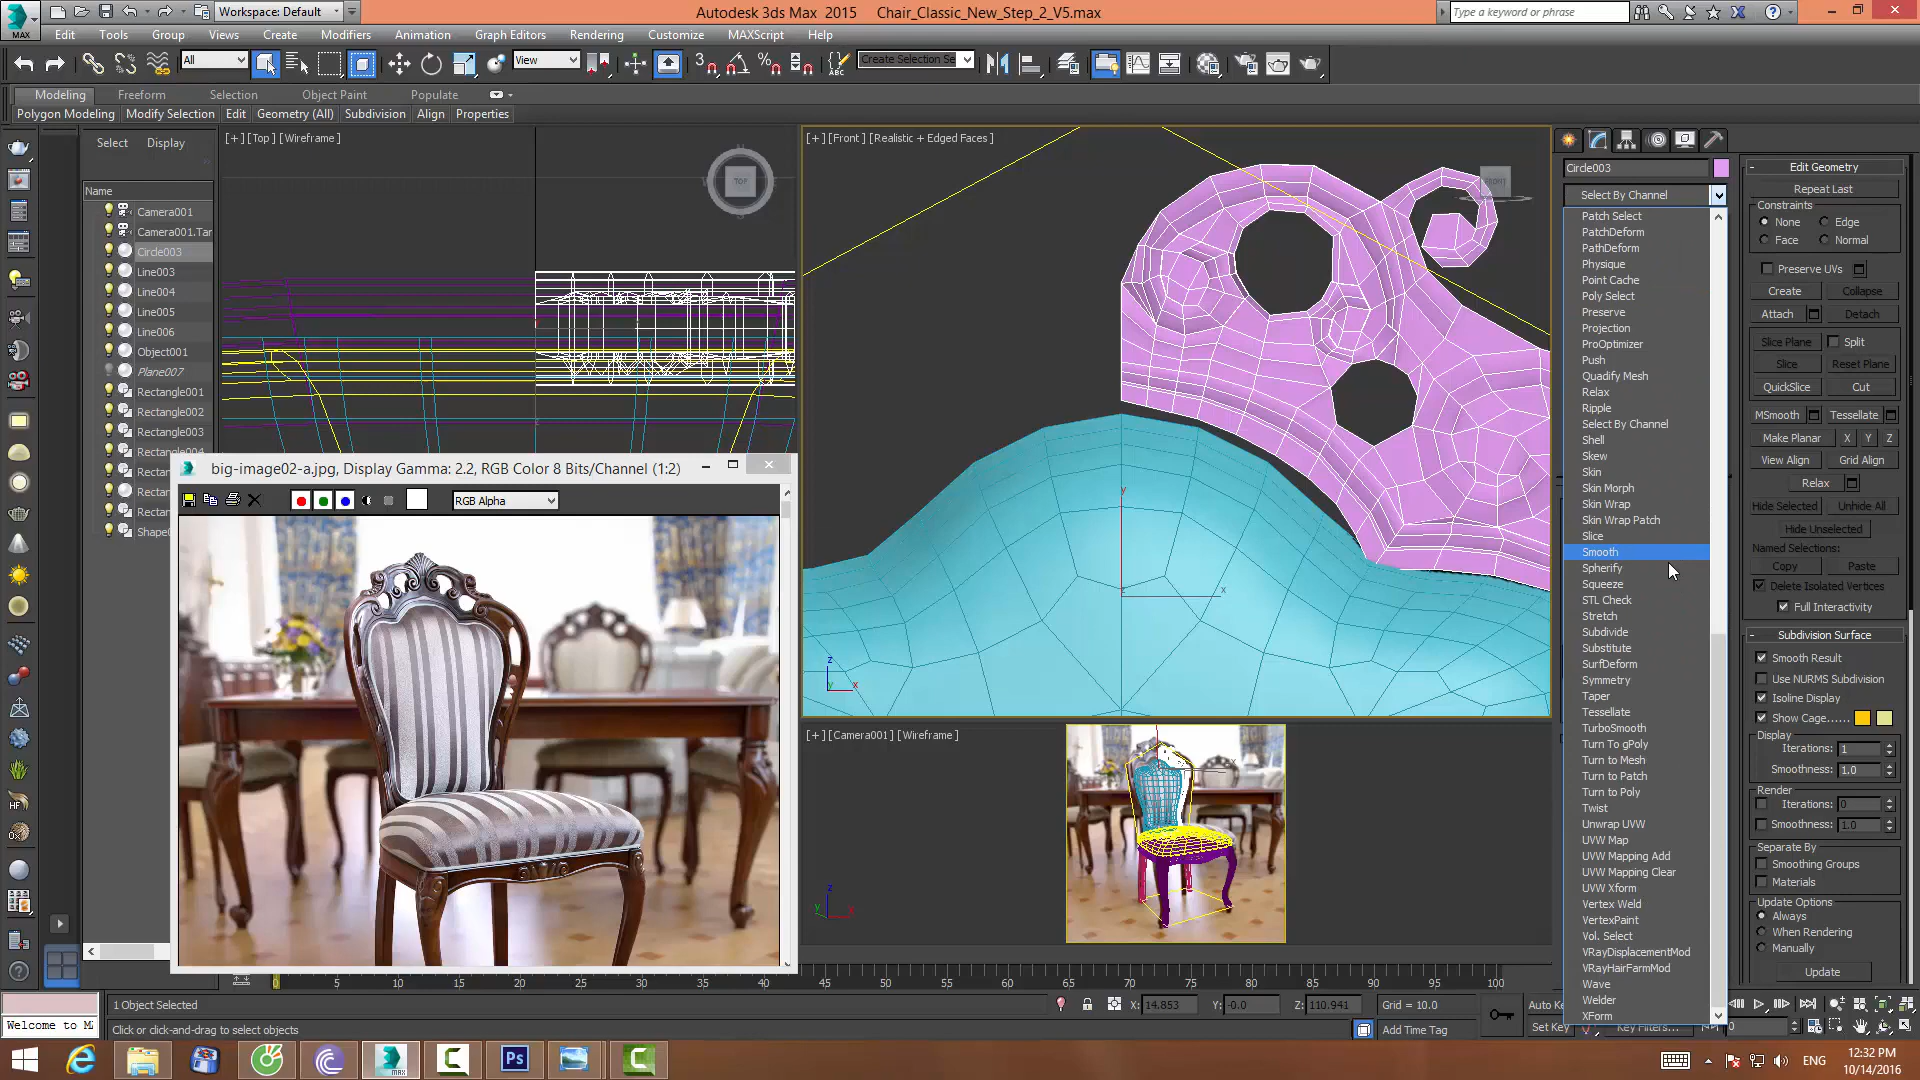 Workspace: Default
Autodesk 3ds Max 2015 Chair_Classic_New_Step_2_V5.max
Type a keyword or phrase
MAX
Edit Tools Group Views Create Modifiers Animation Graph Editors Rendering Customize MAXScript Help
All
View
Create Selection Se
Modeling Freeform Selection Object Paint Populate
Polygon Modeling Modify Selection Edit Geometry (All) Subdivision Align Properties
Select Display
Name
Camera001
Camera001.Tar
Circle003
Line003
Line004
Line005
Line006
Object001
Plane007
Rectangle001
Rectangle002
Rectangle003
Rectangle004
Rectan
Rectan
Rectan
Shape0
[+] [Top] [Wireframe]
TOP
[+] [Front] [Realistic + Edged Faces]
FRONT
y
x
z
y
x
big-image02-a.jpg, Display Gamma: 2.2, RGB Color 8 Bits/Channel (1:2)
RGB Alpha
[+] [Camera001] [Wireframe]
z
y
x
Circle003
Select By Channel
Patch Select
PatchDeform
PathDeform
Physique
Point Cache
Poly Select
Preserve
Projection
ProOptimizer
Push
Quadify Mesh
Relax
Ripple
Select By Channel
Shell
Skew
Skin
Skin Morph
Skin Wrap
Skin Wrap Patch
Slice
Smooth
Spherify
Squeeze
STL Check
Stretch
Subdivide
Substitute
SurfDeform
Symmetry
Taper
Tessellate
TurboSmooth
Turn To gPoly
Turn to Mesh
Turn to Patch
Turn to Poly
Twist
Unwrap UVW
UVW Map
UVW Mapping Add
UVW Mapping Clear
UVW Xform
Vertex Weld
VertexPaint
Vol. Select
VRayDisplacementMod
VRayHairFarmMod
Wave
Welder
XForm
Edit Geometry
Repeat Last
Constraints
None Edge
Face Normal
Preserve UVs
Create Collapse
Attach Detach
Slice Plane Split
Slice Reset Plane
QuickSlice Cut
MSmooth Tessellate
Make Planar X Y Z
View Align Grid Align
Relax
Hide Selected Unhide All
Hide Unselected
Named Selections:
Copy Paste
Delete Isolated Vertices
Full Interactivity
Subdivision Surface
Smooth Result
Use NURMS Subdivision
Isoline Display
Show Cage......
Display
Iterations: 1
Smoothness: 1.0
Render
Iterations: 0
Smoothness: 1.0
Separate By
Smoothing Groups
Materials
Update Options
Always
When Rendering
Manually
Update
0 5 10 15 20 25 30 35 40 45 50 55 60 65 70 75 80 85 90 95 100
1 Object Selected X: 14.853 Y: -0.0 Z: 110.941 Grid = 10.0 Auto Ke
Welcome to M
Click or click-and-drag to select objects Add Time Tag Set Key Key Filters... 0
HF
Ps
MAX
ENG
12:32 PM
10/14/2016